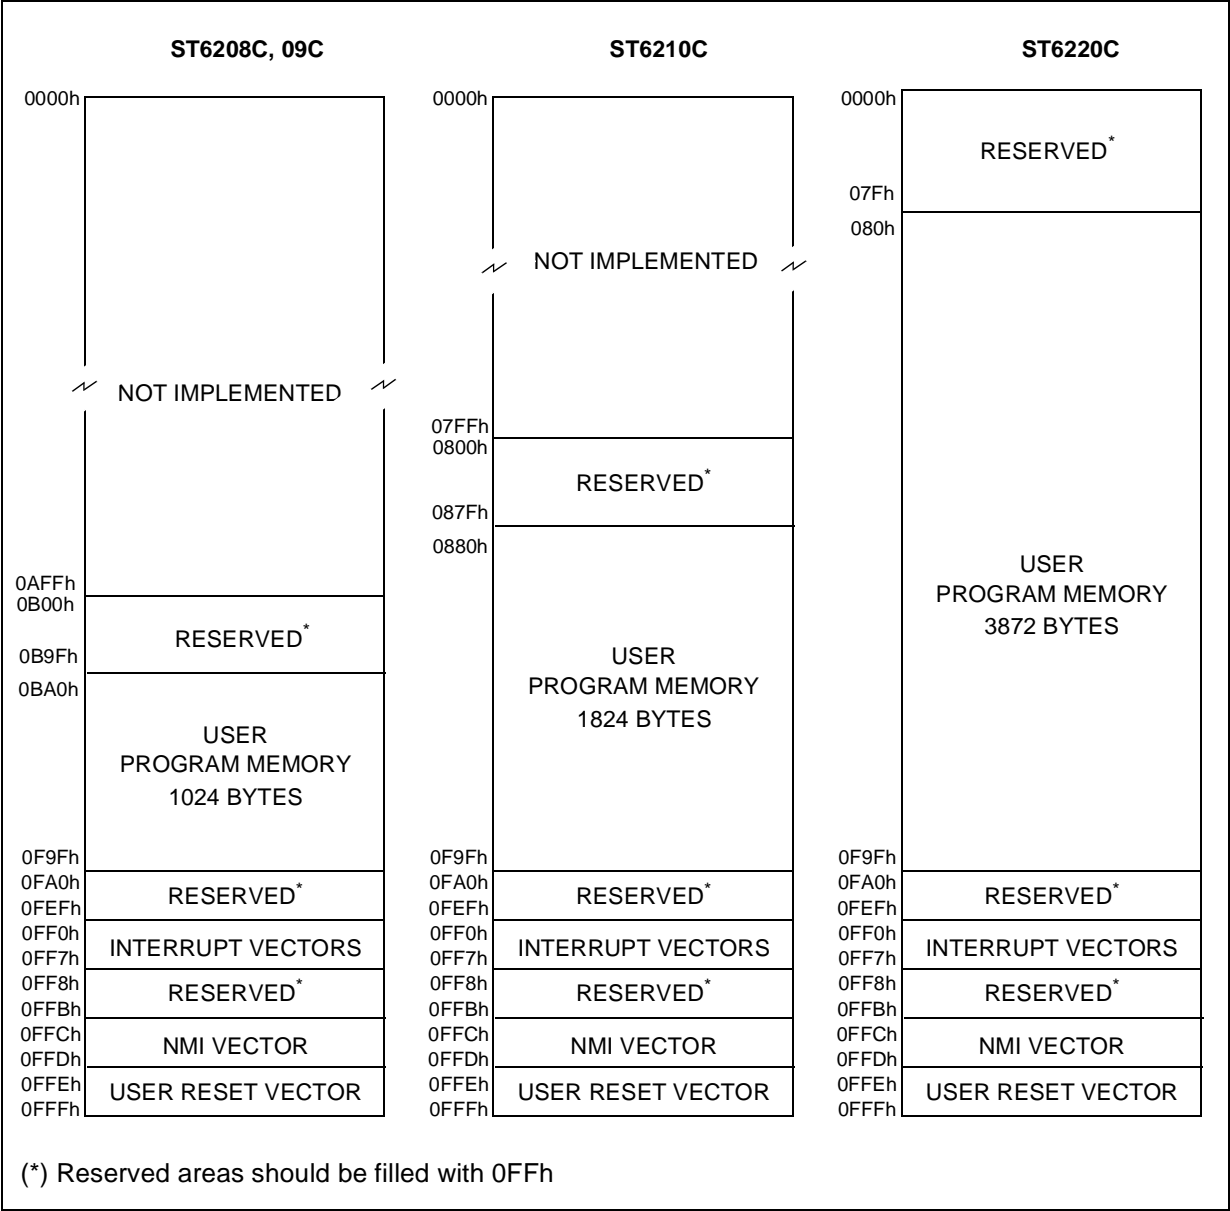 ST6208C, 09C
0000h
NOT IMPLEMENTED
0AFFh
0B00h
RESERVED*
0B9Fh
0BA0h
USER
PROGRAM MEMORY
1024 BYTES
0F9Fh
0FA0h
RESERVED*
0FEFh
0FF0h
INTERRUPT VECTORS
0FF7h
0FF8h
RESERVED*
0FFBh
0FFCh
NMI VECTOR
0FFDh
0FFEh
USER RESET VECTOR
0FFFh
ST6210C
0000h
NOT IMPLEMENTED
07FFh
0800h
RESERVED*
087Fh
0880h
USER
PROGRAM MEMORY
1824 BYTES
0F9Fh
0FA0h
RESERVED*
0FEFh
0FF0h
INTERRUPT VECTORS
0FF7h
0FF8h
RESERVED*
0FFBh
0FFCh
NMI VECTOR
0FFDh
0FFEh
USER RESET VECTOR
0FFFh
ST6220C
0000h
RESERVED*
07Fh
080h
USER
PROGRAM MEMORY
3872 BYTES
0F9Fh
0FA0h
RESERVED*
0FEFh
0FF0h
INTERRUPT VECTORS
0FF7h
0FF8h
RESERVED*
0FFBh
0FFCh
NMI VECTOR
0FFDh
0FFEh
USER RESET VECTOR
0FFFh
(*) Reserved areas should be filled with 0FFh